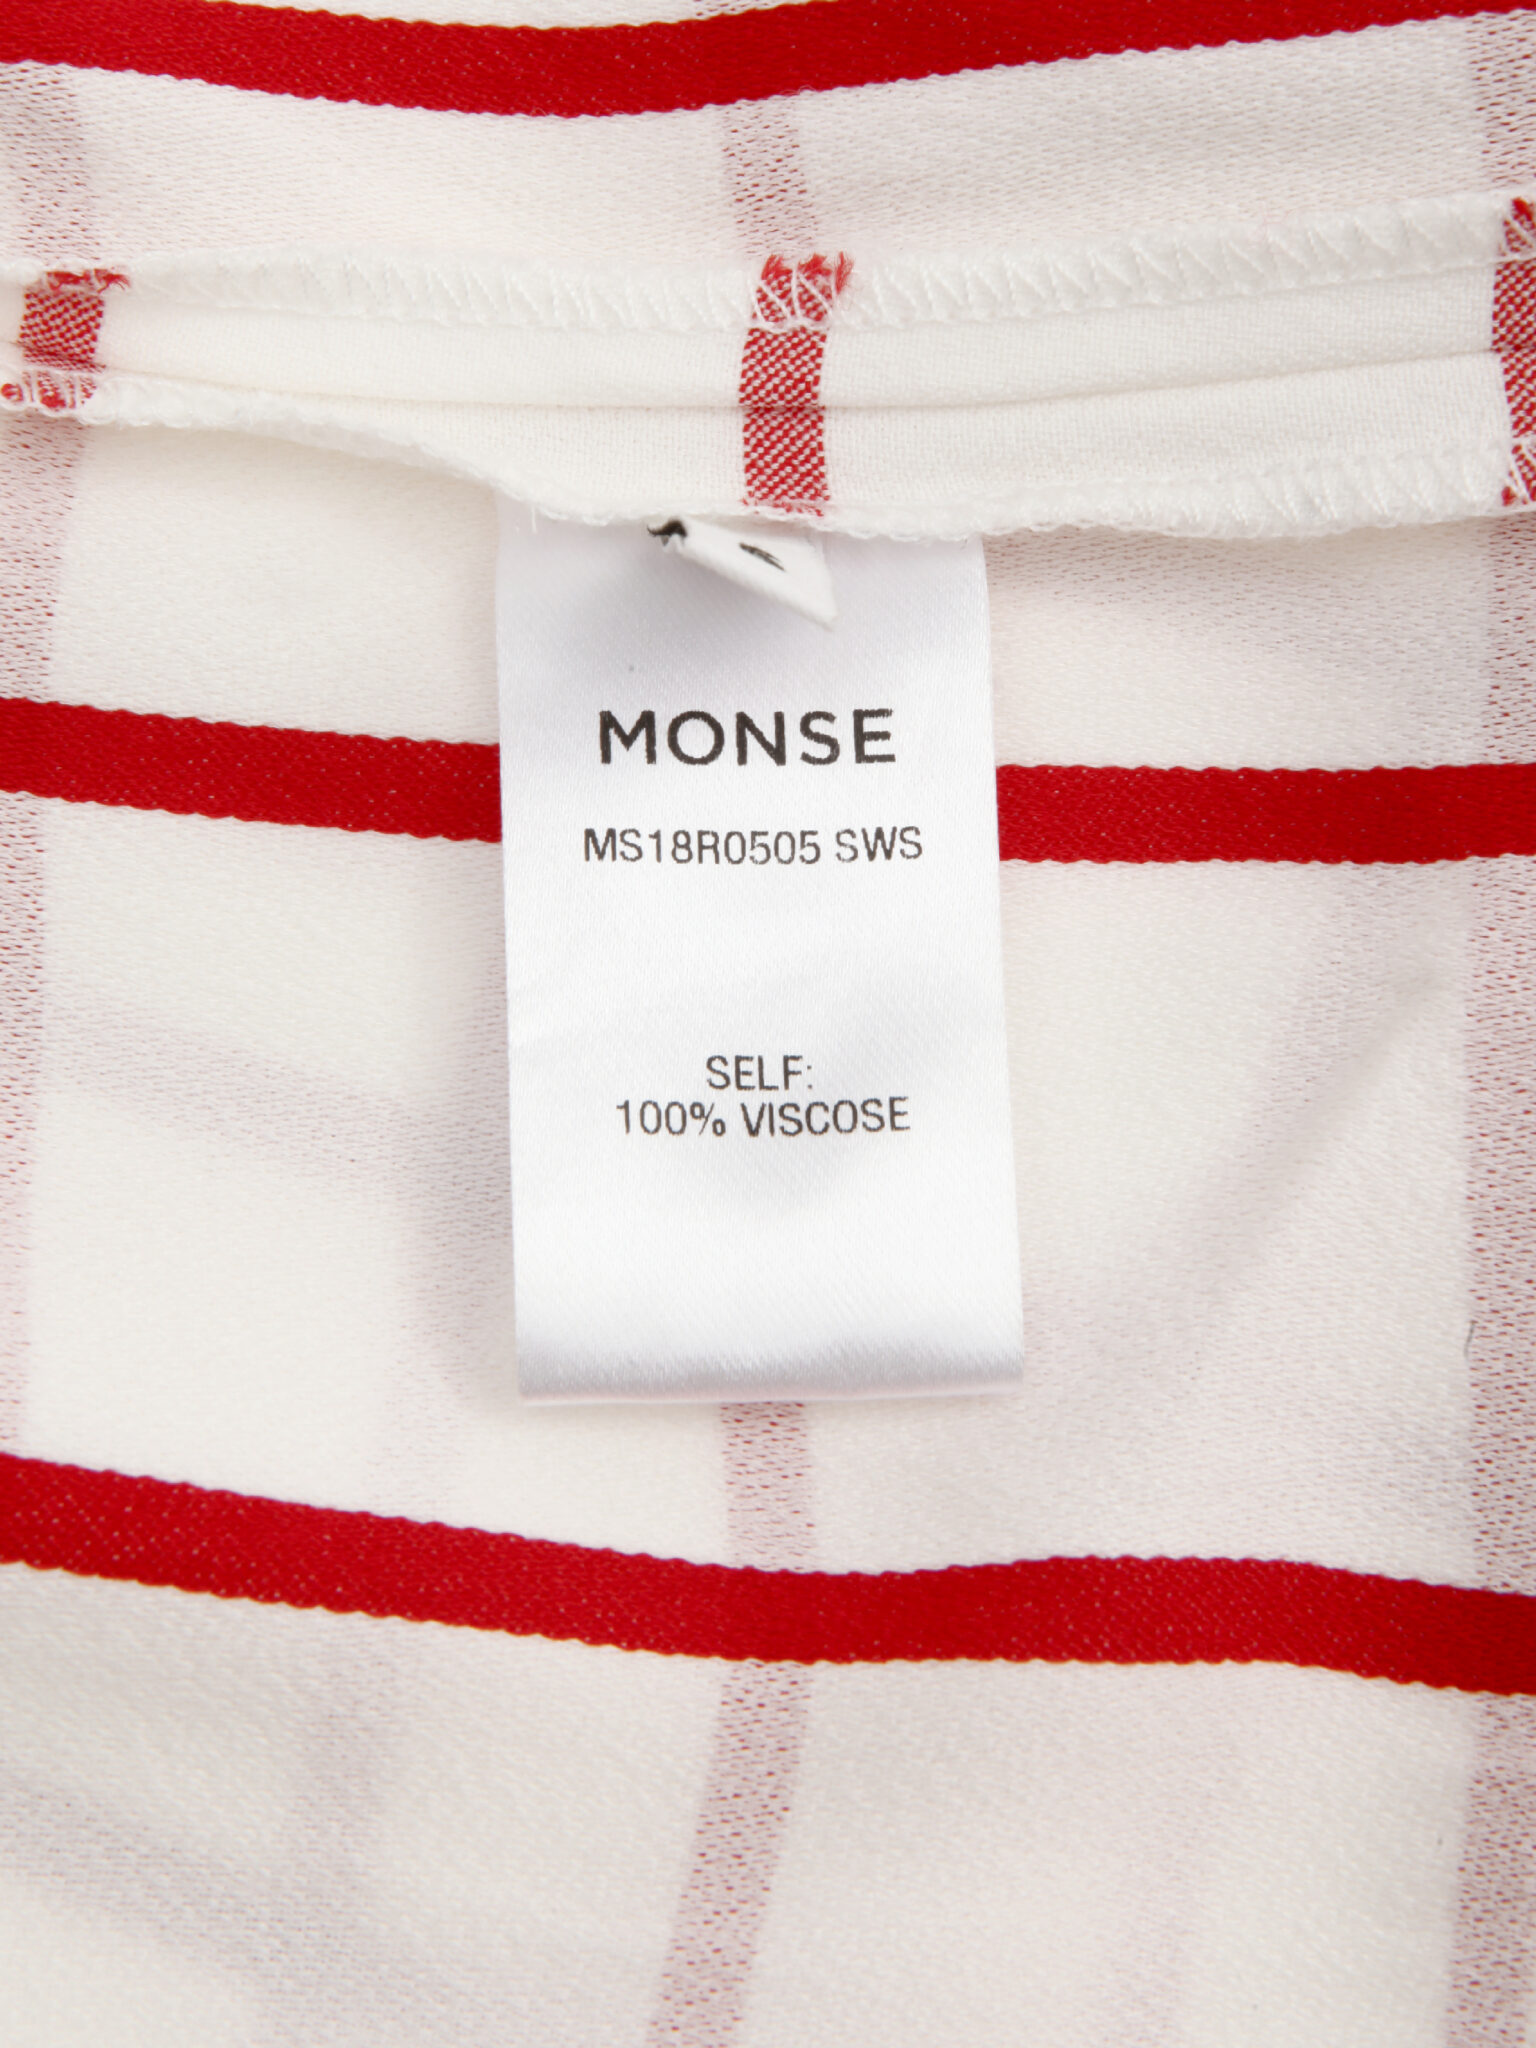 MONSE
MS18R0505 SWS
SELF:
100% VISCOSE